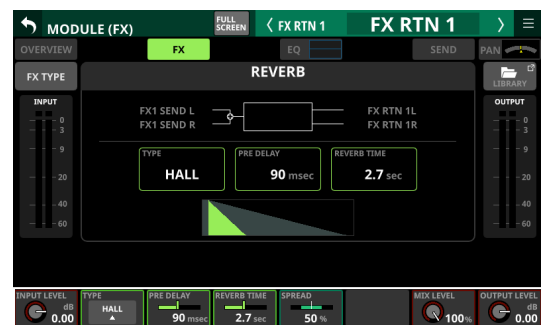 MODULE (FX)
FULL SCREEN
FX RTN 1
FX RTN 1
OVERVIEW
FX
EQ
SEND
PAN
FX TYPE
REVERB
LIBRARY
INPUT
OUTPUT
FX1 SEND L
FX1 SEND R
FX RTN 1L
FX RTN 1R
0
3
9
20
40
60
0
3
9
20
40
60
TYPE
HALL
PRE DELAY
90 msec
REVERB TIME
2.7 sec
INPUT LEVEL
dB
0.00
TYPE
HALL
PRE DELAY
90 msec
REVERB TIME
2.7 sec
SPREAD
50 %
MIX LEVEL
100%
OUTPUT LEVEL
dB
0.00